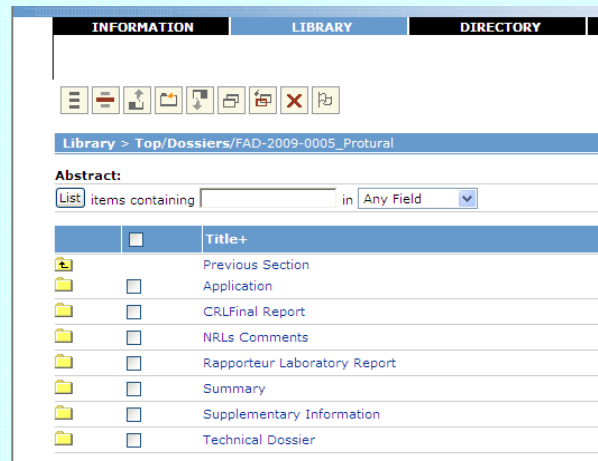 INFORMATION LIBRARY DIRECTORY
Library > Top/Dossiers/FAD-2009-0005_Protural
Abstract:
List items containing in Any Field
Title+
Previous Section
Application
CRLFinal Report
NRLs Comments
Rapporteur Laboratory Report
Summary
Supplementary Information
Technical Dossier